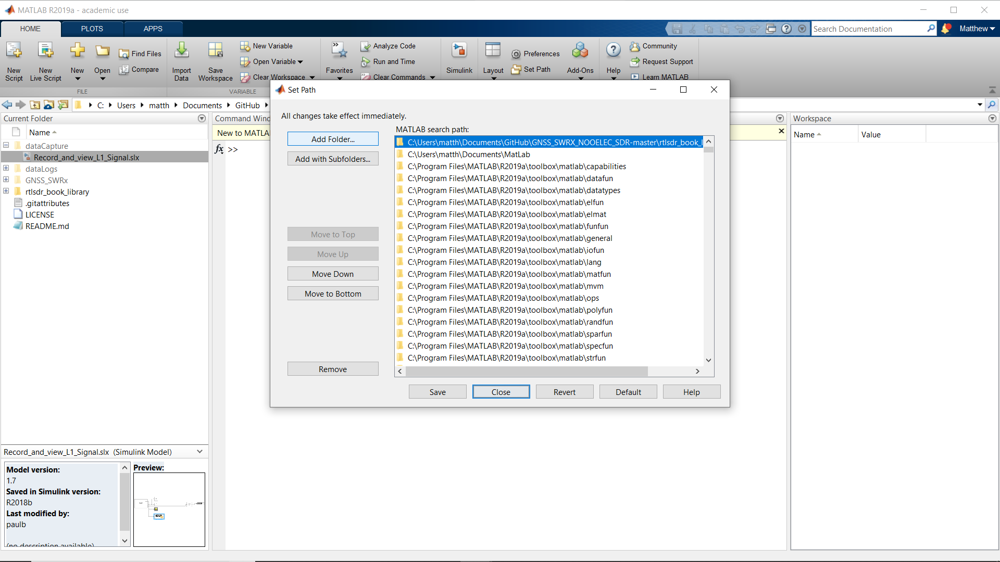 MATLAB R2019a - academic use
HOME
PLOTS
APPS
Search Documentation
Matthew
New Script
New Live Script
New
Open
Find Files
Compare
Import Data
Save Workspace
New Variable
Open Variable
Clear Workspace
Favorites
Analyze Code
Run and Time
Clear Commands
Simulink
Layout
Preferences
Set Path
Add-Ons
Help
Community
Request Support
Learn MATLAB
FILE
VARIABLE
C: Users matth Documents GitHub
Current Folder
Name
dataCapture
Record_and_view_L1_Signal.slx
dataLogs
GNSS_SWRx
rtlsdr_book_library
.gitattributes
LICENSE
README.md
Record_and_view_L1_Signal.slx (Simulink Model)
Model version:
1.7
Saved in Simulink version:
R2018b
Last modified by:
paulb
(no description available)
Preview:
Command Wind
New to MATLA
fx >>
Set Path
All changes take effect immediately.
Add Folder...
Add with Subfolders...
Move to Top
Move Up
Move Down
Move to Bottom
Remove
MATLAB search path:
C:\Users\matth\Documents\GitHub\GNSS_SWRX_NOOELEC_SDR-master\rtlsdr_book_l
C:\Users\matth\Documents\MatLab
C:\Program Files\MATLAB\R2019a\toolbox\matlab\capabilities
C:\Program Files\MATLAB\R2019a\toolbox\matlab\datafun
C:\Program Files\MATLAB\R2019a\toolbox\matlab\datatypes
C:\Program Files\MATLAB\R2019a\toolbox\matlab\elfun
C:\Program Files\MATLAB\R2019a\toolbox\matlab\elmat
C:\Program Files\MATLAB\R2019a\toolbox\matlab\funfun
C:\Program Files\MATLAB\R2019a\toolbox\matlab\general
C:\Program Files\MATLAB\R2019a\toolbox\matlab\iofun
C:\Program Files\MATLAB\R2019a\toolbox\matlab\lang
C:\Program Files\MATLAB\R2019a\toolbox\matlab\matfun
C:\Program Files\MATLAB\R2019a\toolbox\matlab\mvm
C:\Program Files\MATLAB\R2019a\toolbox\matlab\ops
C:\Program Files\MATLAB\R2019a\toolbox\matlab\polyfun
C:\Program Files\MATLAB\R2019a\toolbox\matlab\randfun
C:\Program Files\MATLAB\R2019a\toolbox\matlab\sparfun
C:\Program Files\MATLAB\R2019a\toolbox\matlab\specfun
C:\Program Files\MATLAB\R2019a\toolbox\matlab\strfun
Save
Close
Revert
Default
Help
Workspace
Name
Value